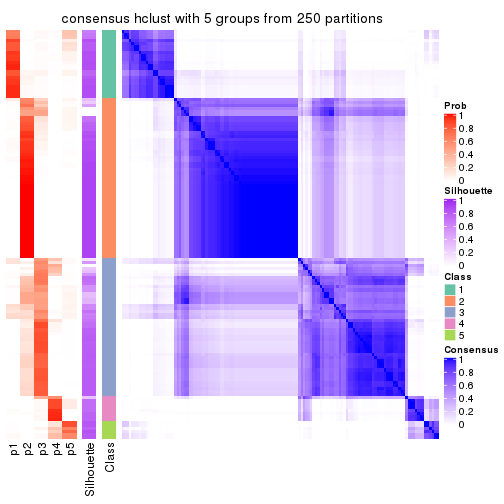 consensus hclust with 5 groups from 250 partitions
Prob
1
0.8
0.6
0.4
0.2
0
Silhouette
1
0.8
0.6
0.4
0.2
0
Class
1
2
3
4
5
Consensus
1
0.8
0.6
0.4
0.2
0
p1
p2
p3
p4
p5
Silhouette
Class